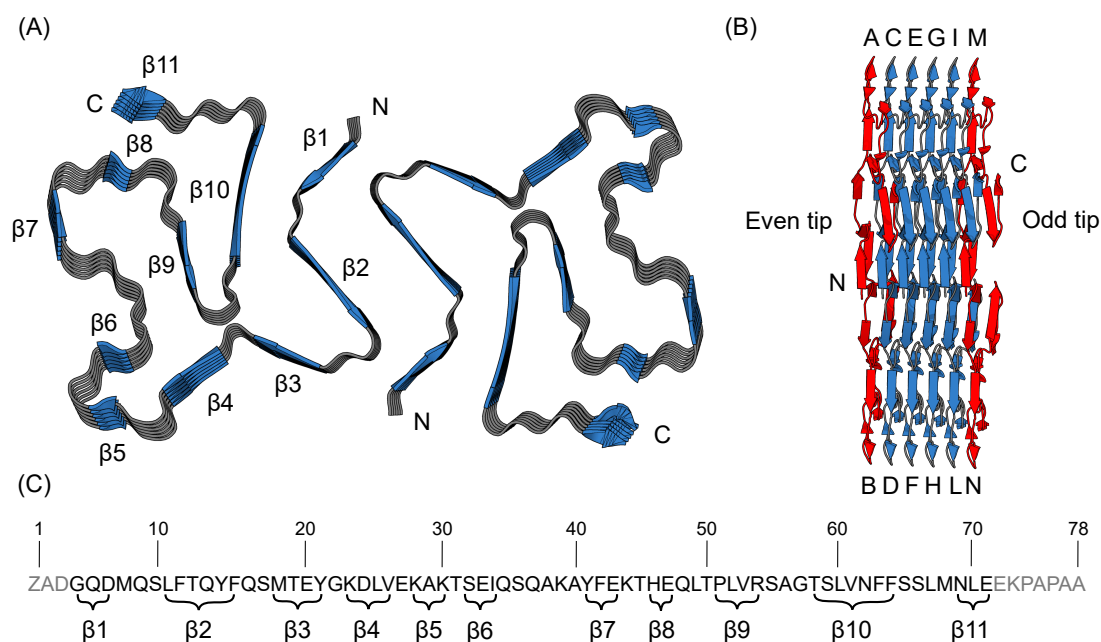 (A)
(B)
β11
C
N
β1
β8
β10
β7
β9
β2
β6
β3
β4
β5
N
C
A C E G I M
C
Even tip
Odd tip
N
B D F H L N
(C)
1 10 20 30 40 50 60 70 78
ZADGQDMQSLFTQYFQSMTEYGKDLVEKAKTSEIQSQAKAYFEKTHEQLTPLVRSAGTSLVNFFSSLMNLEEKPAPAA
β1 β2 β3 β4 β5 β6 β7 β8 β9 β10 β11